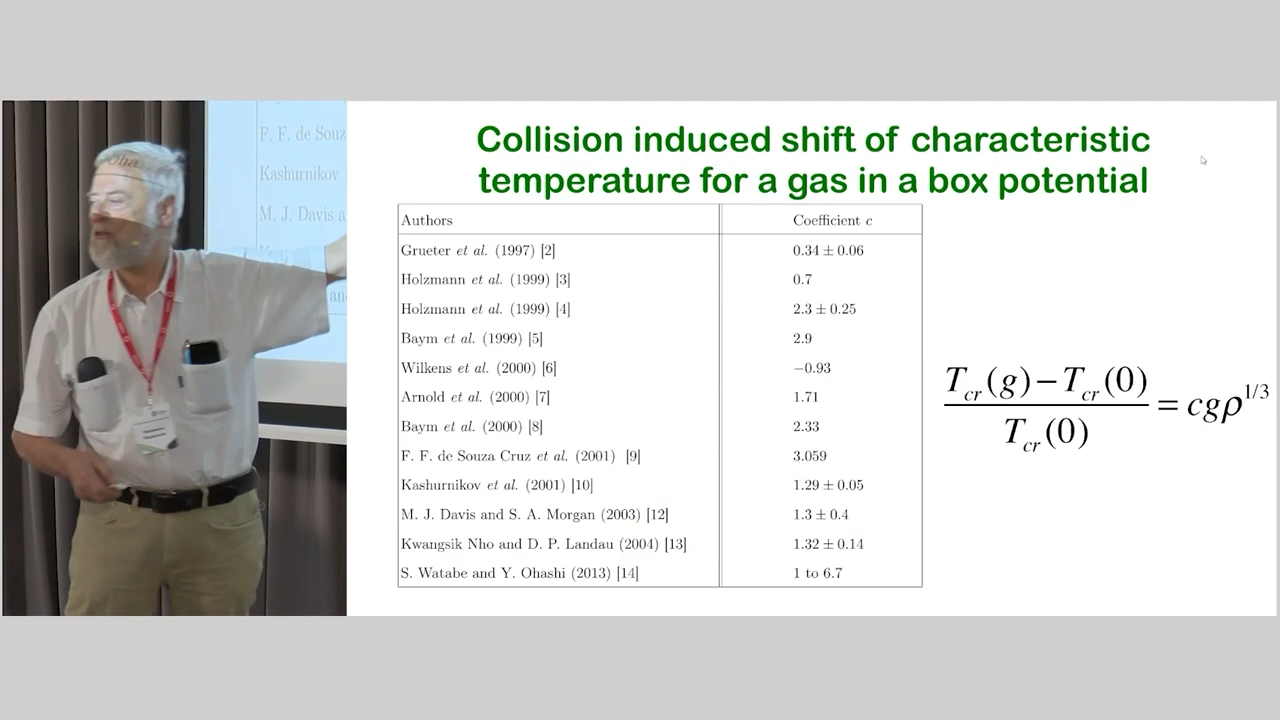 Collision induced shift of characteristic
temperature for a gas in a box potential
Authors Coefficient c
Grueter et al. (1997) [2] 0.34 ± 0.06
Holzmann et al. (1999) [3] 0.7
Holzmann et al. (1999) [4] 2.3 ± 0.25
Baym et al. (1999) [5] 2.9
Wilkens et al. (2000) [6] −0.93
Arnold et al. (2000) [7] 1.71
Baym et al. (2000) [8] 2.33
F. F. de Souza Cruz et al. (2001) [9] 3.059
Kashurnikov et al. (2001) [10] 1.29 ± 0.05
M. J. Davis and S. A. Morgan (2003) [12] 1.3 ± 0.4
Kwangsik Nho and D. P. Landau (2004) [13] 1.32 ± 0.14
S. Watabe and Y. Ohashi (2013) [14] 1 to 6.7
(T_cr(g) − T_cr(0)) / T_cr(0) = cgρ^1/3
F. F. de Souz
Kashurnikov
M. J. Davis a